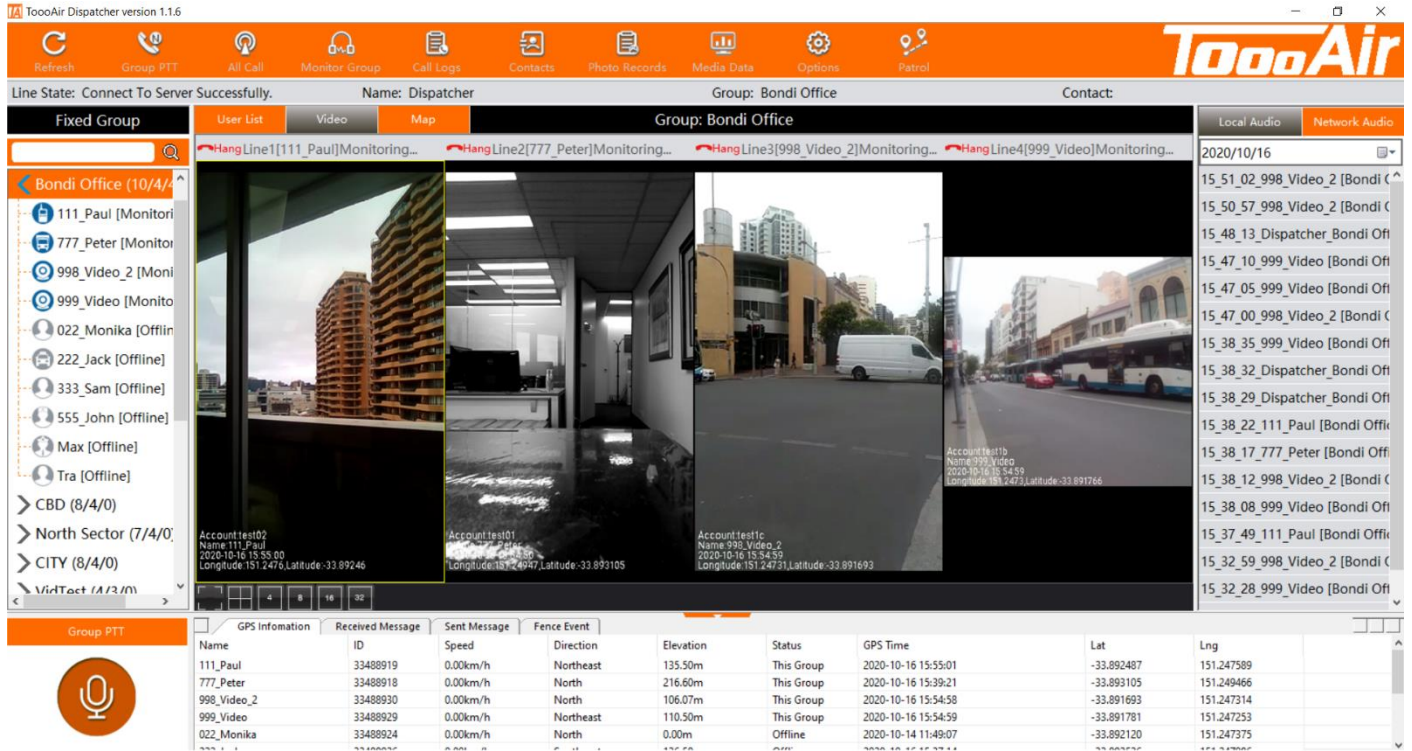 ToooAir Dispatcher version 1.1.6
Refresh Group PTT All Call Monitor Group Call Logs Contacts Photo Records Media Data Options Patrol
ToooAir
Line State: Connect To Server Successfully. Name: Dispatcher Group: Bondi Office Contact:
Fixed Group
Bondi Office (10/4/4
111_Paul [Monitori
777_Peter [Monitor
998_Video_2 [Moni
999_Video [Monito
022_Monika [Offlin
222_Jack [Offline]
333_Sam [Offline]
555_John [Offline]
Max [Offline]
Tra [Offline]
CBD (8/4/0)
North Sector (7/4/0)
CITY (8/4/0)
VidTest (4/3/0)
User List Video Map Group: Bondi Office
Hang Line1[111_Paul]Monitoring... Hang Line2[777_Peter]Monitoring... Hang Line3[998_Video_2]Monitoring... Hang Line4[999_Video]Monitoring...
Account:test02
Name:111_Paul
2020-10-16 15:55:00
Longitude:151.2476,Latitude:-33.89246
Account:test01
Longitude:151.24947,Latitude:-33.893105
Account:test1c
Name:998_Video_2
2020-10-16 15:54:59
Longitude:151.24731,Latitude:-33.891693
Account:test1b
Name:999_Video
2020-10-16 15:54:59
Longitude:151.2473,Latitude:-33.891766
4 8 16 32
Local Audio Network Audio
2020/10/16
15_51_02_998_Video_2 [Bondi
15_50_57_998_Video_2 [Bondi
15_48_13_Dispatcher_Bondi Off
15_47_10_999_Video [Bondi Off
15_47_05_999_Video [Bondi Off
15_47_00_998_Video_2 [Bondi
15_38_35_999_Video [Bondi Off
15_38_32_Dispatcher_Bondi Off
15_38_29_Dispatcher_Bondi Off
15_38_22_111_Paul [Bondi Offi
15_38_17_777_Peter [Bondi Offi
15_38_12_998_Video_2 [Bondi
15_38_08_999_Video [Bondi Off
15_37_49_111_Paul [Bondi Offi
15_32_59_998_Video_2 [Bondi
15_32_28_999_Video [Bondi Off
Group PTT
GPS Infomation Received Message Sent Message Fence Event
Name ID Speed Direction Elevation Status GPS Time Lat Lng
111_Paul 33488919 0.00km/h Northeast 135.50m This Group 2020-10-16 15:55:01 -33.892487 151.247589
777_Peter 33488918 0.00km/h North 216.60m This Group 2020-10-16 15:39:21 -33.893105 151.249466
998_Video_2 33488930 0.00km/h North 106.07m This Group 2020-10-16 15:54:58 -33.891693 151.247314
999_Video 33488929 0.00km/h Northeast 110.50m This Group 2020-10-16 15:54:59 -33.891781 151.247253
022_Monika 33488924 0.00km/h North 0.00m Offline 2020-10-14 11:49:07 -33.892120 151.247375